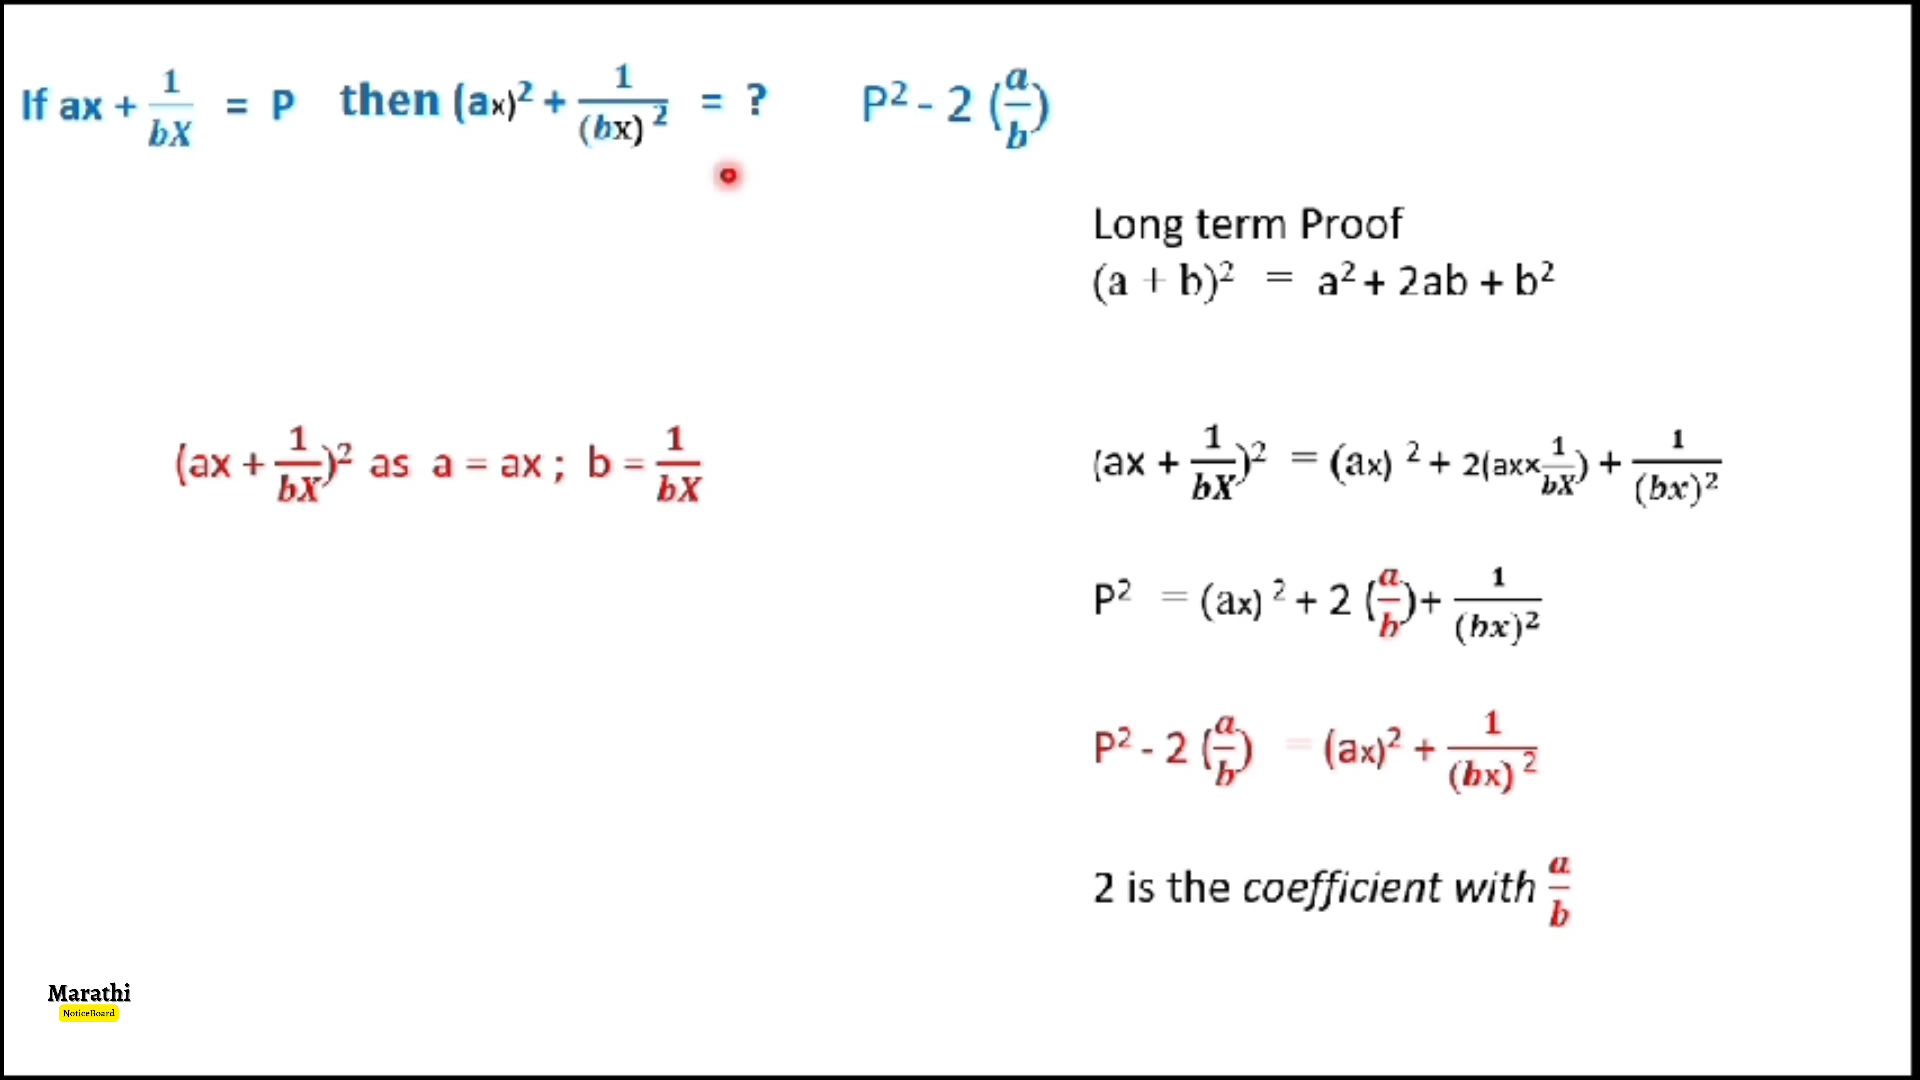 If ax + 1/bX = P then (ax)² + 1/(bx)² = ? P² - 2 (a/b)
Long term Proof
(a + b)² = a² + 2ab + b²
(ax + 1/bX)² as a = ax ; b = 1/bX
(ax + 1/bX)² = (ax)² + 2(axx1/bX) + 1/(bx)²
P² = (ax)² + 2 (a/b) + 1/(bx)²
P² - 2 (a/b) = (ax)² + 1/(bx)²
2 is the coefficient with a/b
Marathi
NoticeBoard